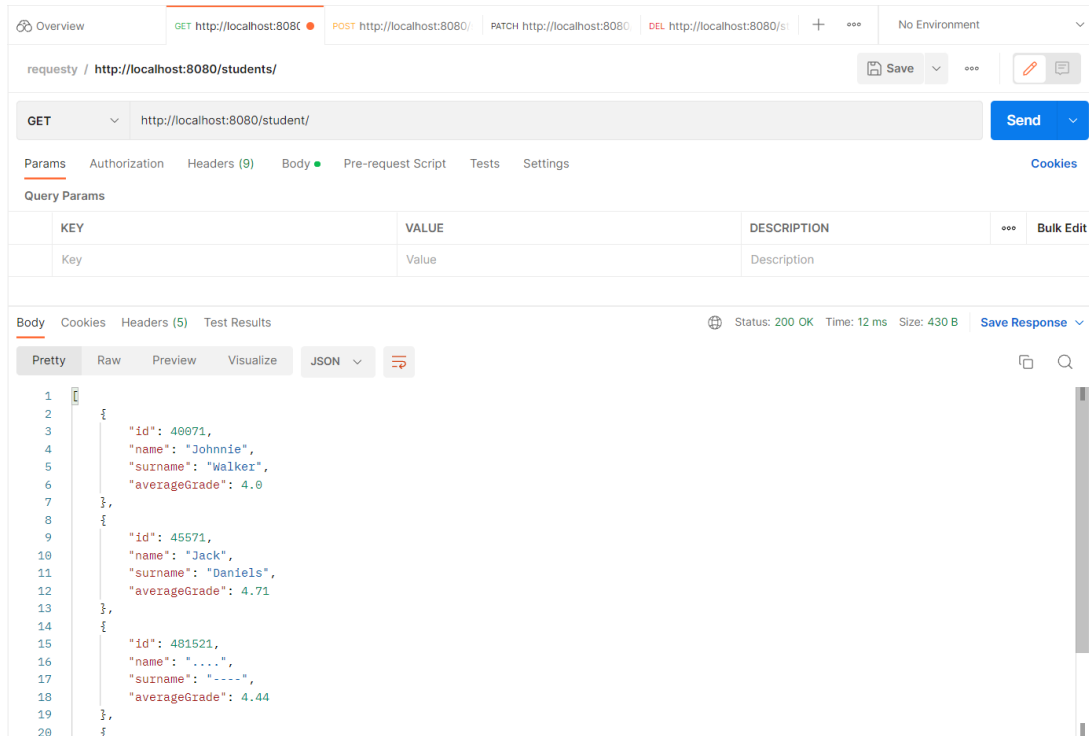 Overview GET http://localhost:808( POST http://localhost:8080/ PATCH http://localhost:8080 DEL http://localhost:8080/st + ooo No Environment
requesty / http://localhost:8080/students/ Save ooo
GET http://localhost:8080/student/ Send
Params Authorization Headers (9) Body Pre-request Script Tests Settings Cookies
Query Params
KEY VALUE DESCRIPTION ooo Bulk Edit
Key Value Description
Body Cookies Headers (5) Test Results Status: 200 OK Time: 12 ms Size: 430 B Save Response
Pretty Raw Preview Visualize JSON
1 [
2 {
3 "id": 40071,
4 "name": "Johnnie",
5 "surname": "Walker",
6 "averageGrade": 4.0
7 },
8 {
9 "id": 45571,
10 "name": "Jack",
11 "surname": "Daniels",
12 "averageGrade": 4.71
13 },
14 {
15 "id": 481521,
16 "name": "....",
17 "surname": "----",
18 "averageGrade": 4.44
19 },
20 {